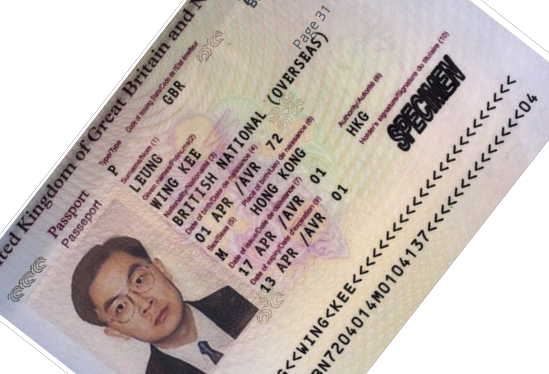 ted Kingdom of Great Britain and N
Page 31
Passport
Passeport
Type/Type
P
Code of issuing State/Code de l'Etat émetteur
GBR
Surname/Nom (1)
LEUNG
Given names/Prénoms (2)
WING KEE
Nationality/Nationalité (3)
BRITISH NATIONAL (OVERSEAS)
Date of birth/Date de naissance (4)
01 APR /AVR 72
Sex/Sexe (5)
M
Place of birth/Lieu de naissance (6)
HONG KONG
Date of issue/Date de délivrance (7)
17 APR /AVR 01
Authority/Autorité (8)
HKG
Date of expiry/Date d'expiration (9)
13 APR /AVR 01
Holder's signature/Signature du titulaire (10)
SPECIMEN
G<<WING<KEE<<<<<<<<<<<<<<<<<<<<<<
BN7204014M0104137<<<<<<<<<<<<<<04